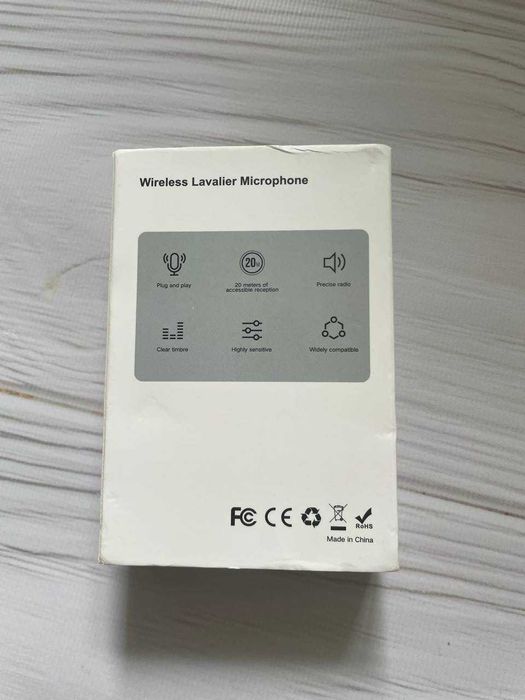 Wireless Lavalier Microphone
20m
Plug and play
20 meters of
accessible reception
Precise radio
Clear timbre
Highly sensitive
Widely compatible
FC CE RoHS
Made in China